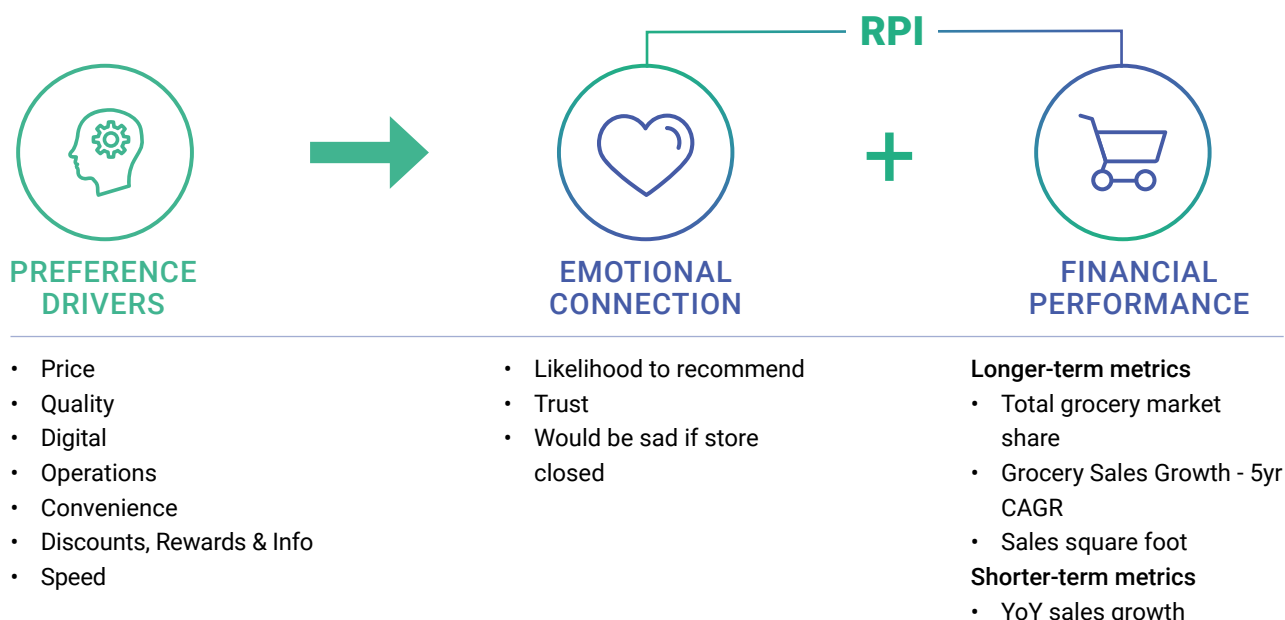 RPI
PREFERENCE
DRIVERS
EMOTIONAL
CONNECTION
FINANCIAL
PERFORMANCE
• Price
• Quality
• Digital
• Operations
• Convenience
• Discounts, Rewards & Info
• Speed
• Likelihood to recommend
• Trust
• Would be sad if store
closed
Longer-term metrics
• Total grocery market
share
• Grocery Sales Growth - 5yr
CAGR
• Sales square foot
Shorter-term metrics
• YoY sales growth